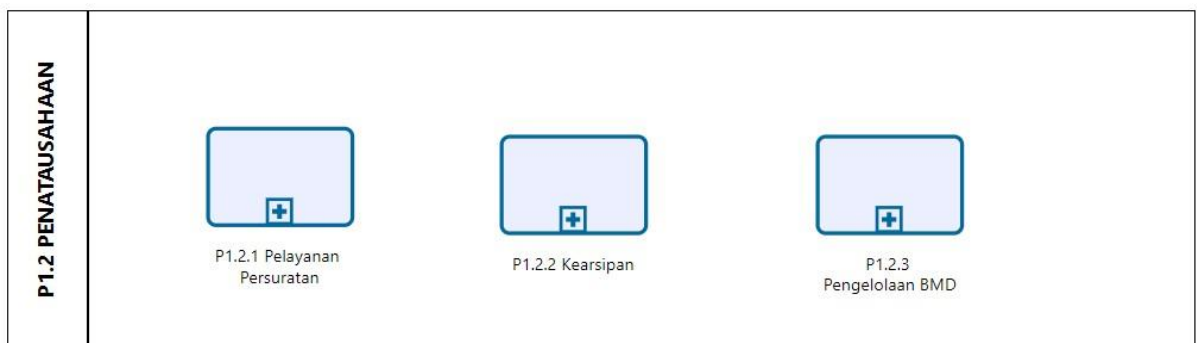 P1.2 PENATAUSAHAAN
P1.2.1 Pelayanan
Persuratan
P1.2.2 Kearsipan
P1.2.3
Pengelolaan BMD